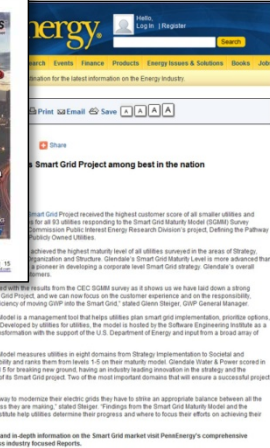 ergy.
Hello,
Log In | Register
Search
earch Events Finance Products Energy Issues & Solutions Books Jobs
tination for the latest information on the Energy Industry.
Print Email Save A A A A
Share
s Smart Grid Project among best in the nation
mart Grid Project received the highest customer score of all smaller utilities and
s for all 93 utilities responding to the Smart Grid Maturity Model (SGMM) Survey
Commission Public Interest Energy Research Division's project, Defining the Pathway
Publicly Owned Utilities.
achieved the highest maturity level of all utilities surveyed in the areas of Strategy,
rganization and Structure. Glendale's Smart Grid Maturity Level is more advanced than
a pioneer in developing a corporate level Smart Grid strategy. Glendale's overall
omers.
ed with the results from the CEC SGMM survey as it shows us we have laid down a strong
Grid Project, and we can now focus on the customer experience and on the responsibility,
ciency of moving GWP into the Smart Grid," stated Glenn Steiger, GWP General Manager.
odel is a management tool that helps utilities plan smart grid implementation, prioritize options,
Developed by utilities for utilities, the model is hosted by the Software Engineering Institute as a
sformation with the support of the U.S. Department of Energy and input from a broad array of
odel measures utilities in eight domains from Strategy Implementation to Societal and
bility and ranks them from levels 1-5 on their maturity model. Glendale Water & Power scored in
t 5 for breaking new ground, having an industry leading innovation in the strategy and the
of its Smart Grid project. Two of the most important domains that will ensure a successful project
way to modernize their electric grids they have to strike an appropriate balance between all the
ss they are making," stated Steiger. "Findings from the Smart Grid Maturity Model and the
stitute help utilities determine their progress and where to focus their efforts on achieving their
and in-depth information on the Smart Grid market visit PennEnergy's comprehensive
ss industry focused Reports.